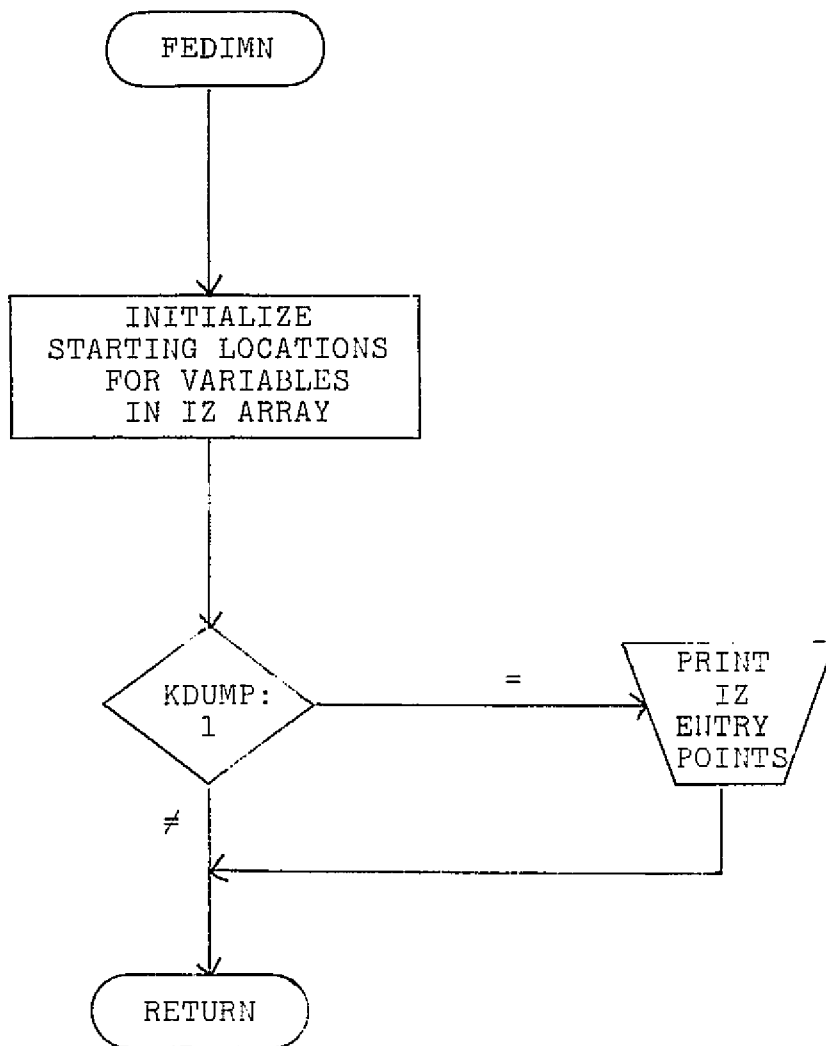 FEDIMN
INITIALIZE
STARTING LOCATIONS
FOR VARIABLES
IN IZ ARRAY
KDUMP:
1
=
PRINT
IZ
ENTRY
POINTS
≠
RETURN